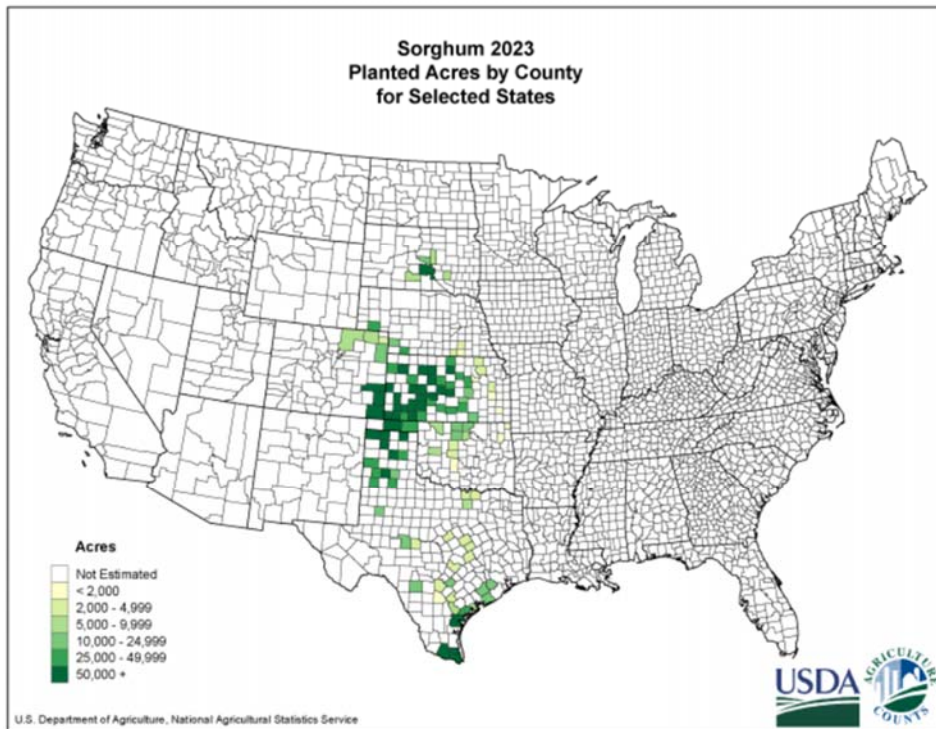 Sorghum 2023
Planted Acres by County
for Selected States
Acres
Not Estimated
< 2,000
2,000 - 4,999
5,000 - 9,999
10,000 - 24,999
25,000 - 49,999
50,000 +
U.S. Department of Agriculture, National Agricultural Statistics Service
USDA
AGRICULTURE
COUNTS